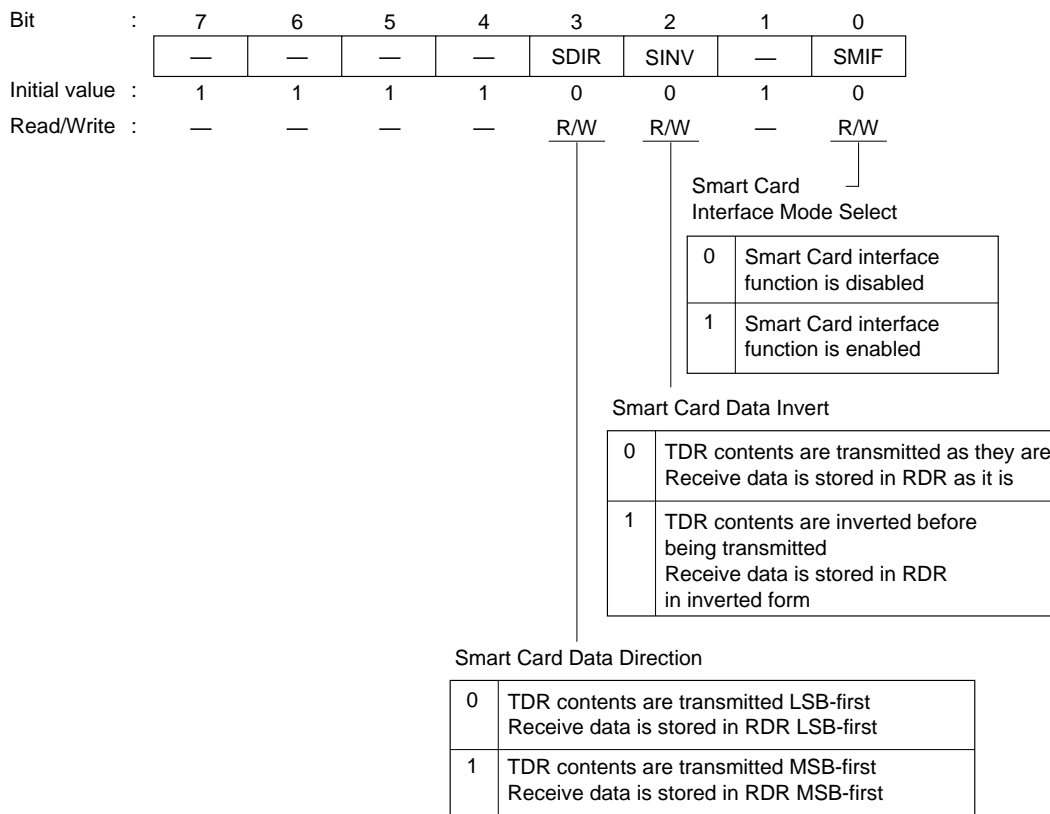 Bit : 7 6 5 4 3 2 1 0
— — — — SDIR SINV — SMIF
Initial value : 1 1 1 1 0 0 1 0
Read/Write : — — — — R/W R/W — R/W
Smart Card
Interface Mode Select
0 Smart Card interface
function is disabled
1 Smart Card interface
function is enabled
Smart Card Data Invert
0 TDR contents are transmitted as they are
Receive data is stored in RDR as it is
1 TDR contents are inverted before
being transmitted
Receive data is stored in RDR
in inverted form
Smart Card Data Direction
0 TDR contents are transmitted LSB-first
Receive data is stored in RDR LSB-first
1 TDR contents are transmitted MSB-first
Receive data is stored in RDR MSB-first